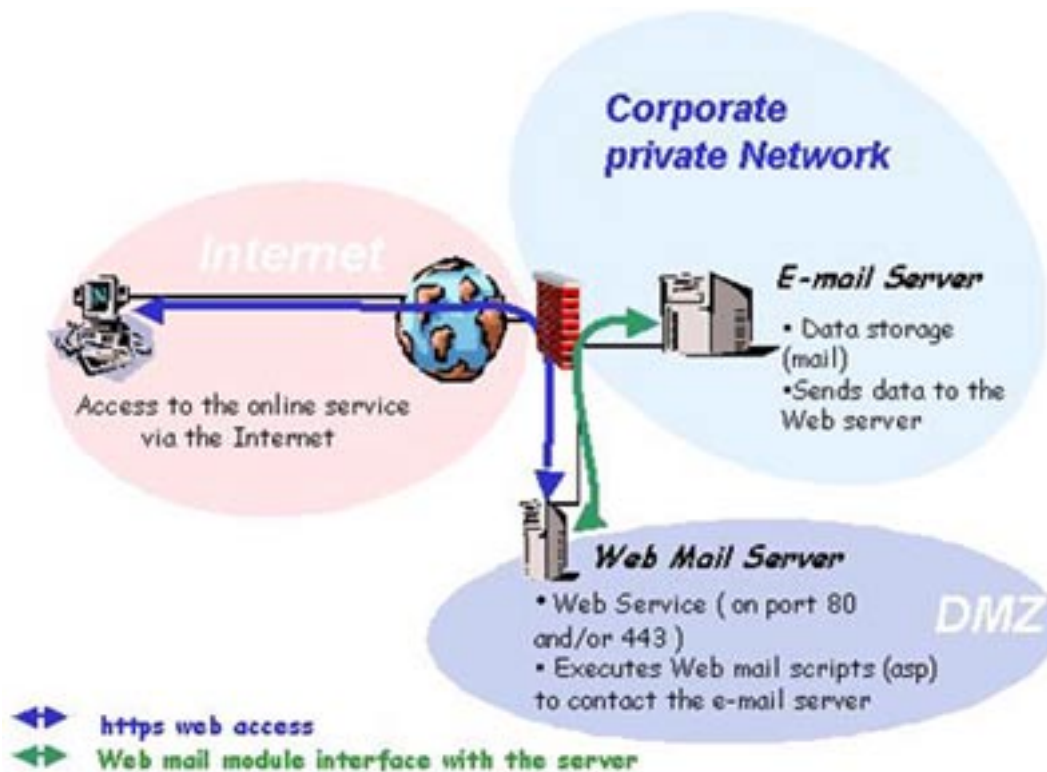 Corporate
private Network
Internet
E-mail Server
• Data storage
(mail)
•Sends data to the
Web server
Access to the online service
via the Internet
Web Mail Server
• Web Service ( on port 80
and/or 443 )
• Executes Web mail scripts (asp)
to contact the e-mail server
DMZ
https web access
Web mail module interface with the server